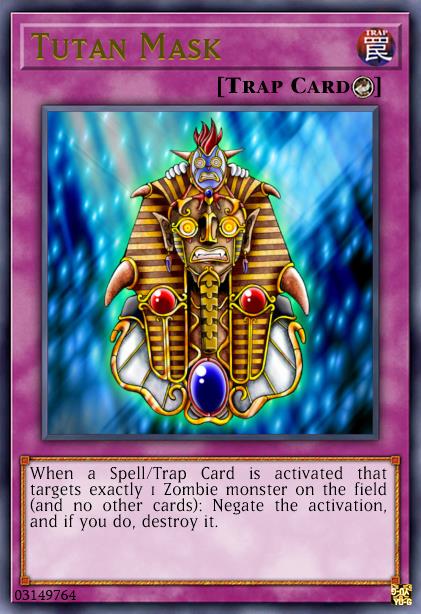 Tutan Mask
TRAP
罠
[Trap Card]
When a Spell/Trap Card is activated that
targets exactly 1 Zombie monster on the field
(and no other cards): Negate the activation,
and if you do, destroy it.
03149764